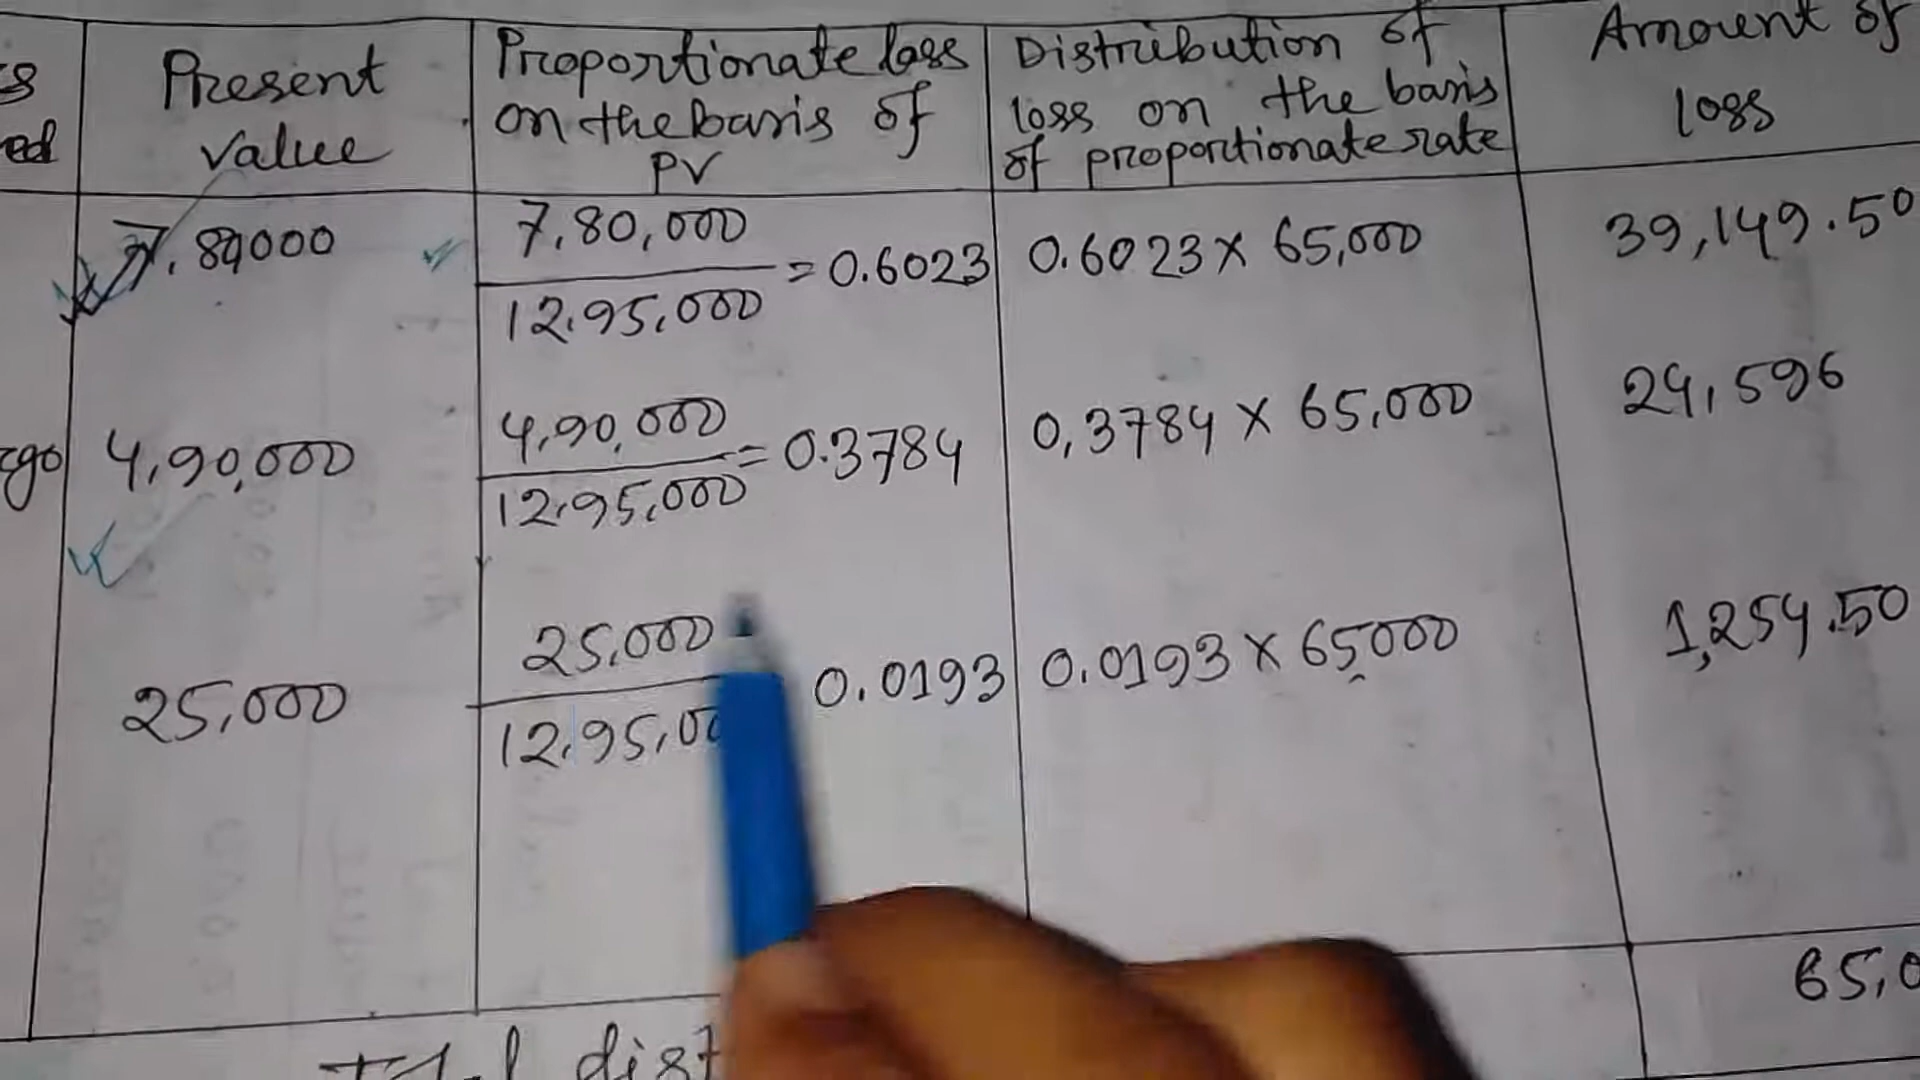 Present
value
Proportionate loss
on the basis of
PV
Distribution of
loss on the basis
of proportionate rate
Amount of
loss
7,80,000
12,95,000
= 0.6023
0.6023 x 65,000
39,149.50
4,90,000
4,90,000
12,95,000
= 0.3784
0.3784 x 65,000
24,596
25,000
25,000
12,95,00
0.0193
0.0193 x 65,000
1,254.50
65,0